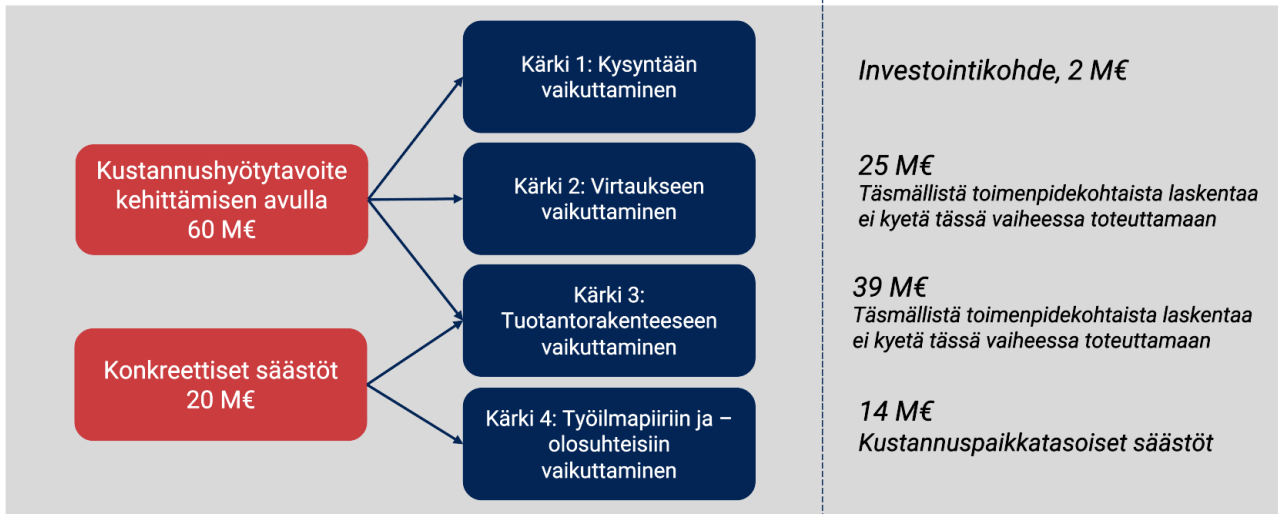 Kustannushyötytavoite
kehittämisen avulla
60 M€
Konkreettiset säästöt
20 M€
Kärki 1: Kysyntään
vaikuttaminen
Kärki 2: Virtaukseen
vaikuttaminen
Kärki 3:
Tuotantorakenteeseen
vaikuttaminen
Kärki 4: Työilmapiiriin ja –
olosuhteisiin
vaikuttaminen
Investointikohde, 2 M€
25 M€
Täsmällistä toimenpidekohtaista laskentaa
ei kyetä tässä vaiheessa toteuttamaan
39 M€
Täsmällistä toimenpidekohtaista laskentaa
ei kyetä tässä vaiheessa toteuttamaan
14 M€
Kustannuspaikkatasoiset säästöt